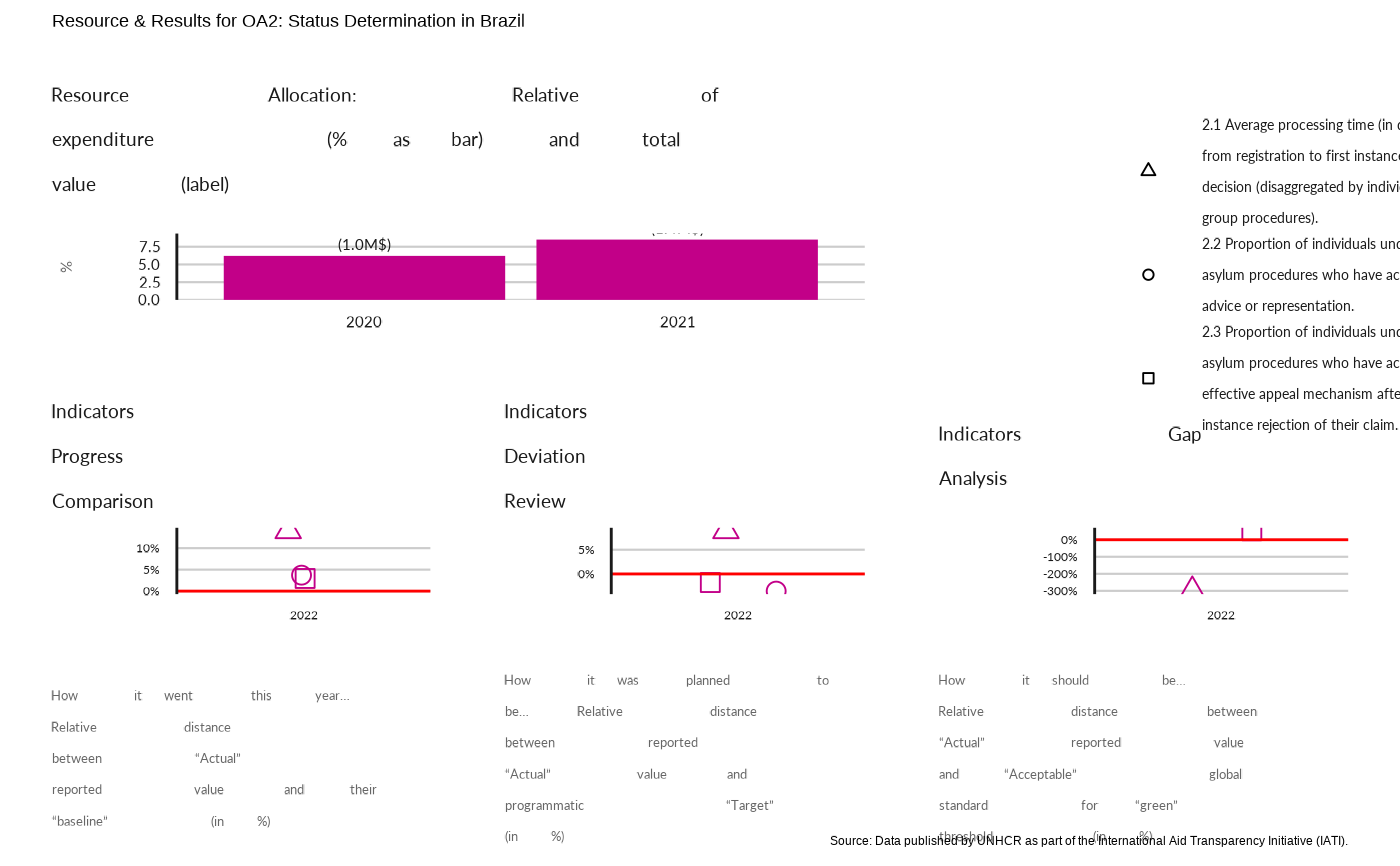 Resource & Results for OA2: Status Determination in Brazil
Resource Allocation: Relative of
expenditure (% as bar) and total
value (label)
%
7.5
5.0
2.5
0.0
(1.0M$)
2020
2021
2.1 Average processing time (in
from registration to first instance
decision (disaggregated by
group procedures).
2.2 Proportion of individuals
asylum procedures who have
advice or representation.
2.3 Proportion of individuals
asylum procedures who have
effective appeal mechanism
instance rejection of their claim.
Indicators
Progress
Comparison
10%
5%
0%
2022
How it went this year...
Relative distance
between “Actual”
reported value and their
“baseline” (in %)
Indicators
Deviation
Review
5%
0%
2022
How it was planned to
be... Relative distance
between reported
“Actual” value and
programmatic “Target”
(in %)
Indicators Gap
Analysis
0%
-100%
-200%
-300%
2022
How it should be...
Relative distance between
“Actual” reported value
and “Acceptable” global
standard for “green”
threshold (in %)
Source: Data published by UNHCR as part of the International Aid Transparency Initiative (IATI).